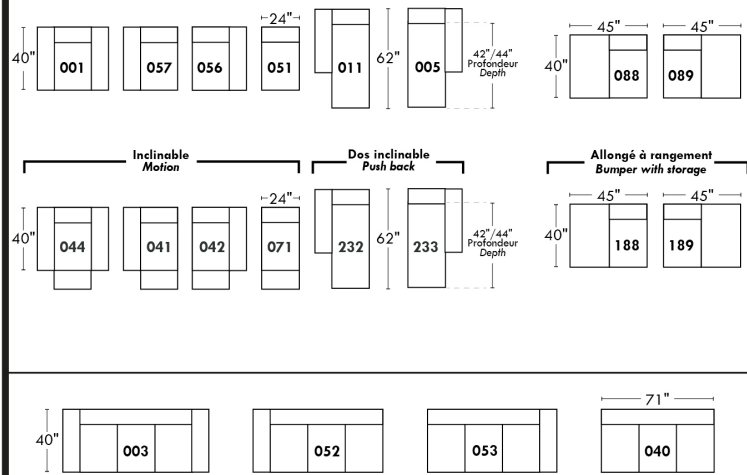 24" 45" 45"
40" 001 057 056 051 011 62" 005 42"/44"
Profondeur
Depth
40" 088 089
Inclinable
Motion
Dos inclinable
Push back
Allongé à rangement
Bumper with storage
24" 45" 45"
40" 044 041 042 071 232 62" 233 42"/44"
Profondeur
Depth
40" 188 189
71"
40" 003 052 053 040